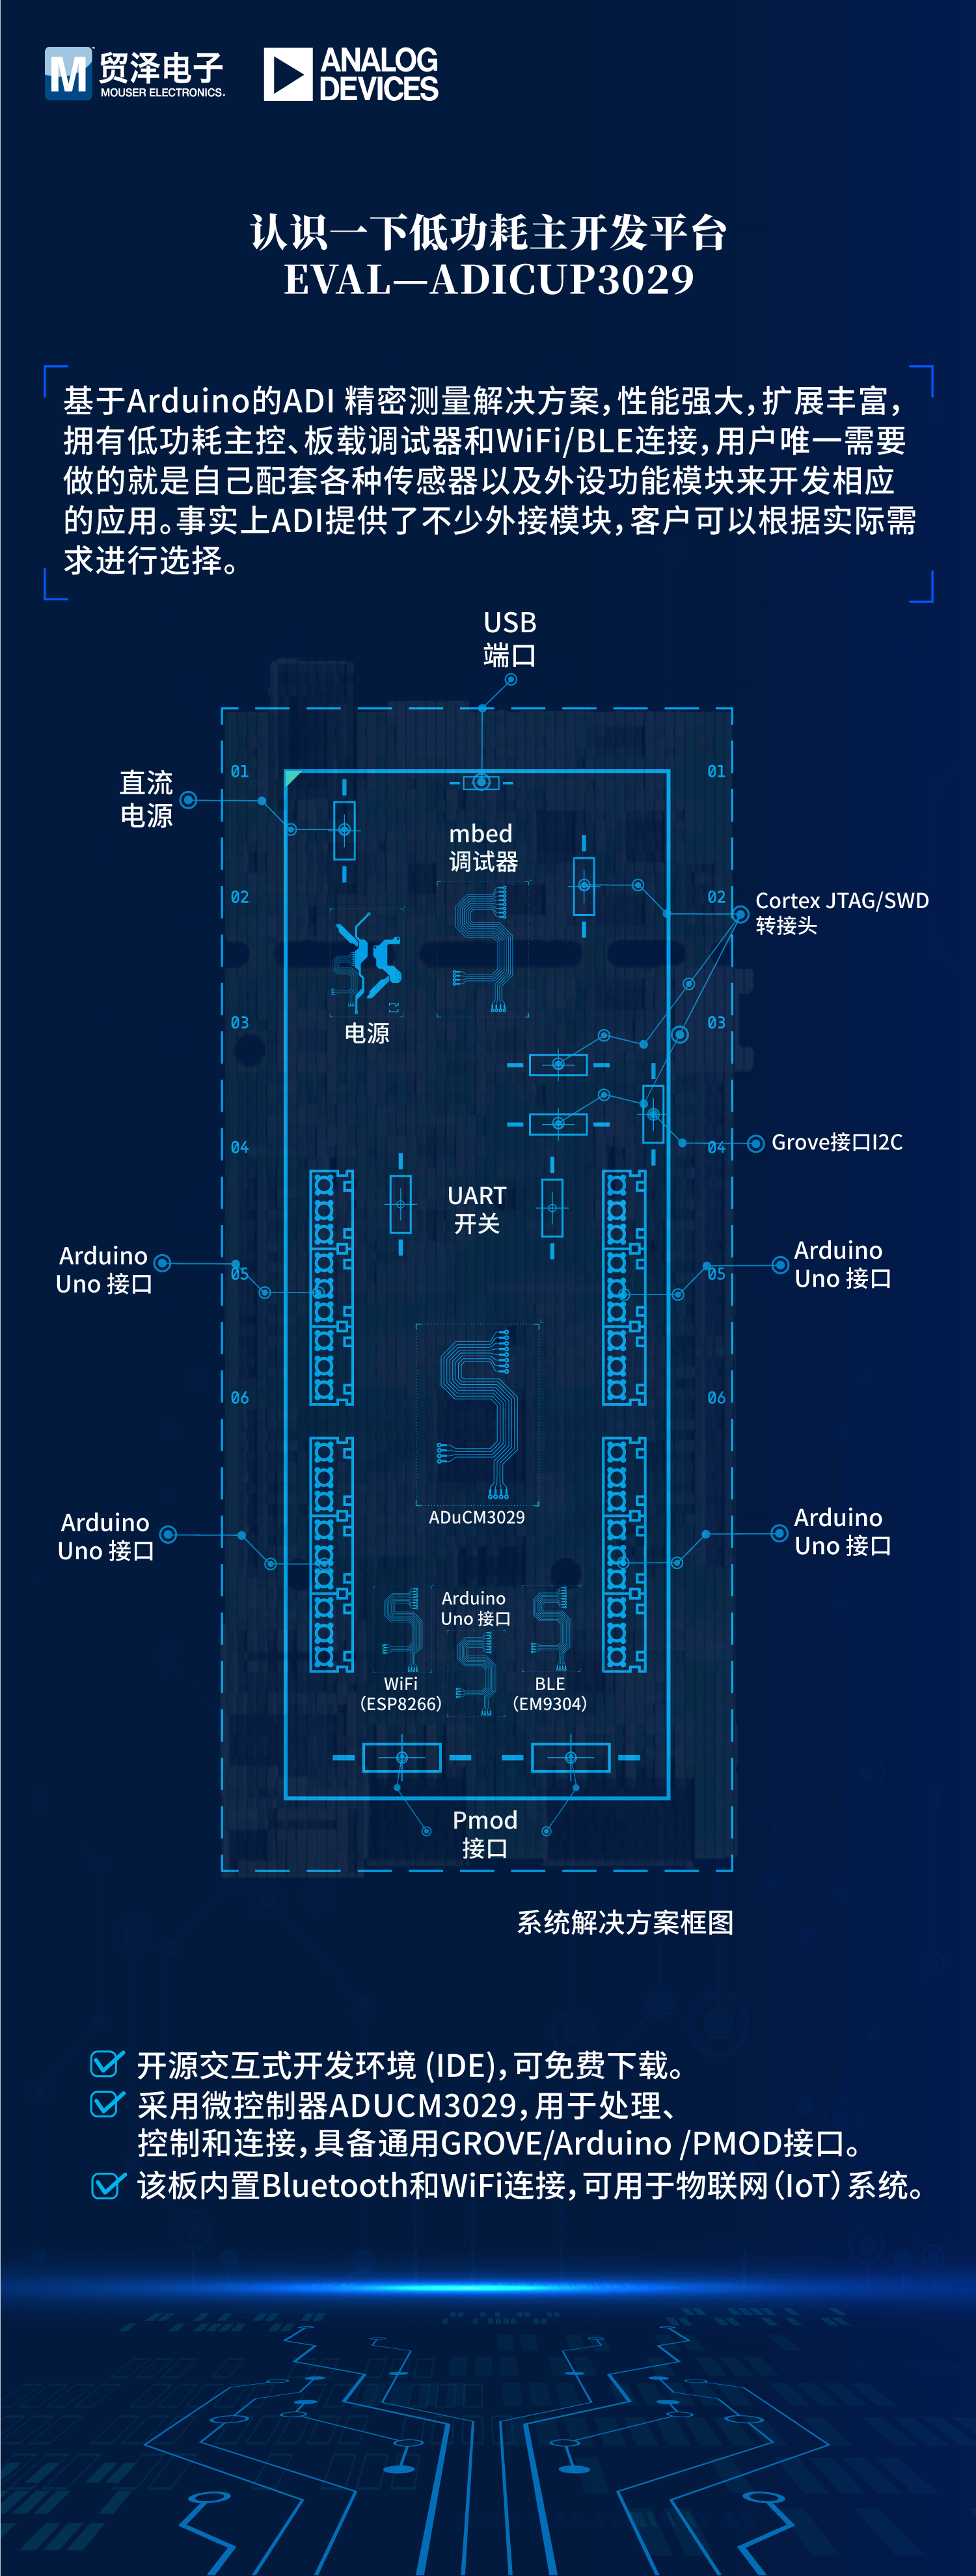 贸泽电子
MOUSER ELECTRONICS.
ANALOG
DEVICES
认识一下低功耗主开发平台
EVAL—ADICUP3029
基于Arduino的ADI 精密测量解决方案，性能强大，扩展丰富，
拥有低功耗主控、板载调试器和WiFi/BLE连接，用户唯一需要
做的就是自己配套各种传感器以及外设功能模块来开发相应
的应用。事实上ADI提供了不少外接模块，客户可以根据实际需
求进行选择。
USB
端口
01
01
直流
电源
mbed
调试器
02
02
Cortex JTAG/SWD
转接头
03
03
电源
04
04
Grove接口I2C
UART
开关
Arduino
Uno 接口
05
05
Arduino
Uno 接口
06
06
ADuCM3029
Arduino
Uno 接口
Arduino
Uno 接口
Arduino
Uno 接口
WiFi
（ESP8266）
BLE
（EM9304）
Pmod
接口
系统解决方案框图
开源交互式开发环境 (IDE)，可免费下载。
采用微控制器ADUCM3029，用于处理、
控制和连接，具备通用GROVE/Arduino /PMOD接口。
该板内置Bluetooth和WiFi连接，可用于物联网（IoT）系统。